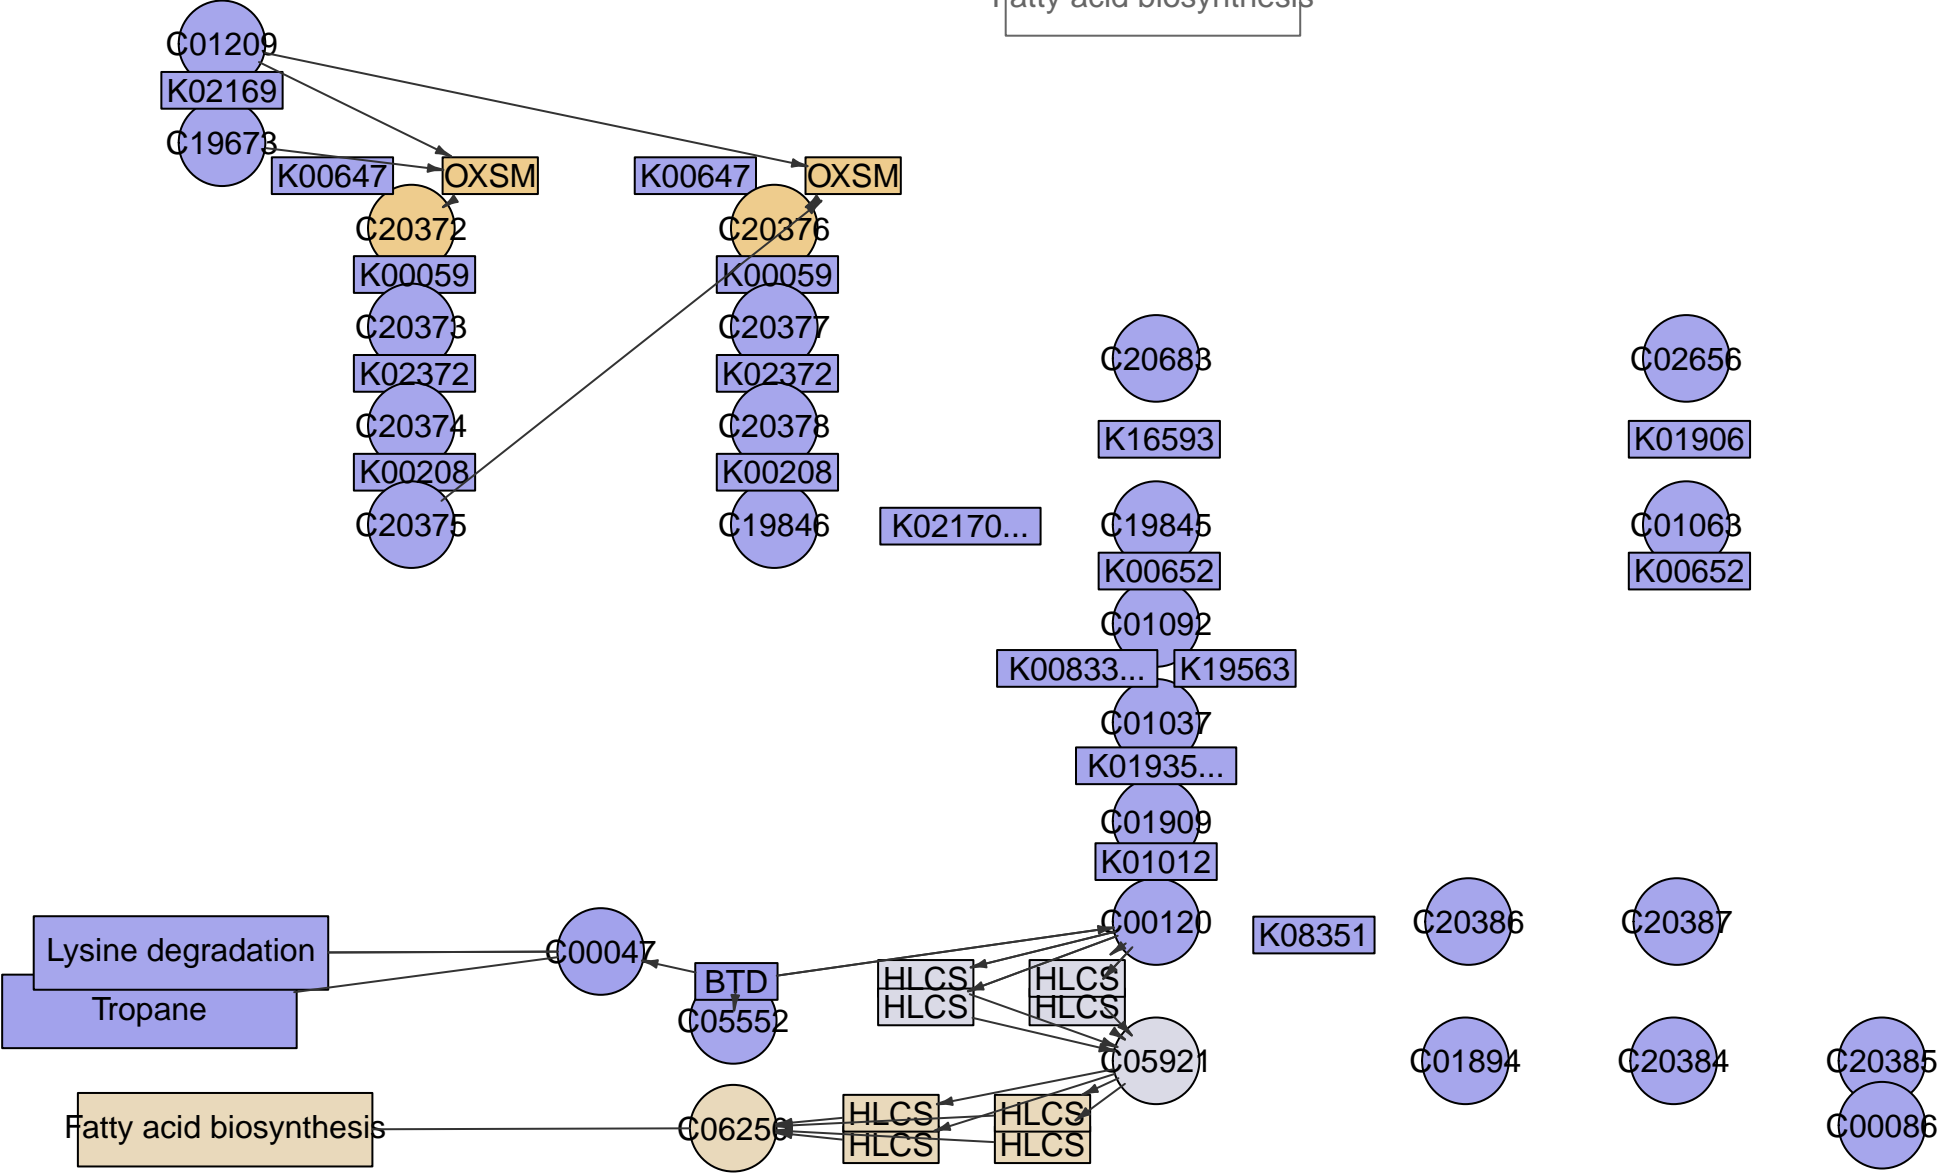 Fatty acid biosynthesis
C01209
K02169
C19673
K00647
OXSM
K00647
OXSM
C20372
C20376
K00059
K00059
C20373
C20377
C20683
C02656
K02372
K02372
C20374
C20378
K16593
K01906
K00208
K00208
C20375
C19846
K02170...
C19845
C01063
K00652
K00652
C01092
K00833...
K19563
C01037
K01935...
C01909
K01012
C00120
K08351
C20386
C20387
Lysine degradation
C00047
BTD
HLCS
HLCS
Tropane
C05552
HLCS
HLCS
C05921
C01894
C20384
C20385
Fatty acid biosynthesis
C06250
HLCS
HLCS
C00086
HLCS
HLCS